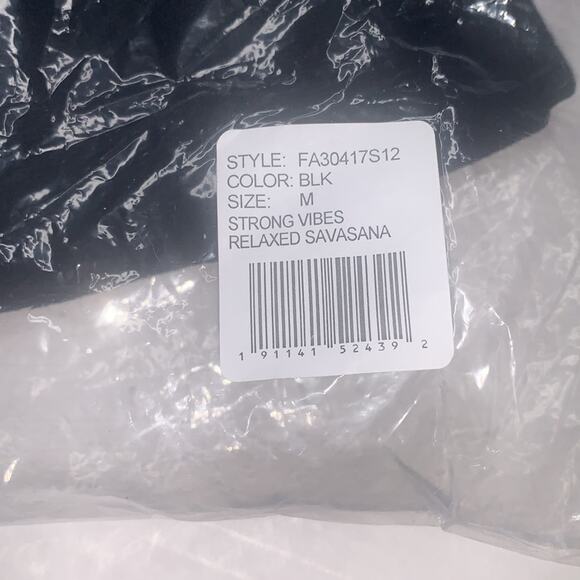 STYLE: FA30417S12
COLOR: BLK
SIZE: M
STRONG VIBES
RELAXED SAVASANA
1 91141 52439 2